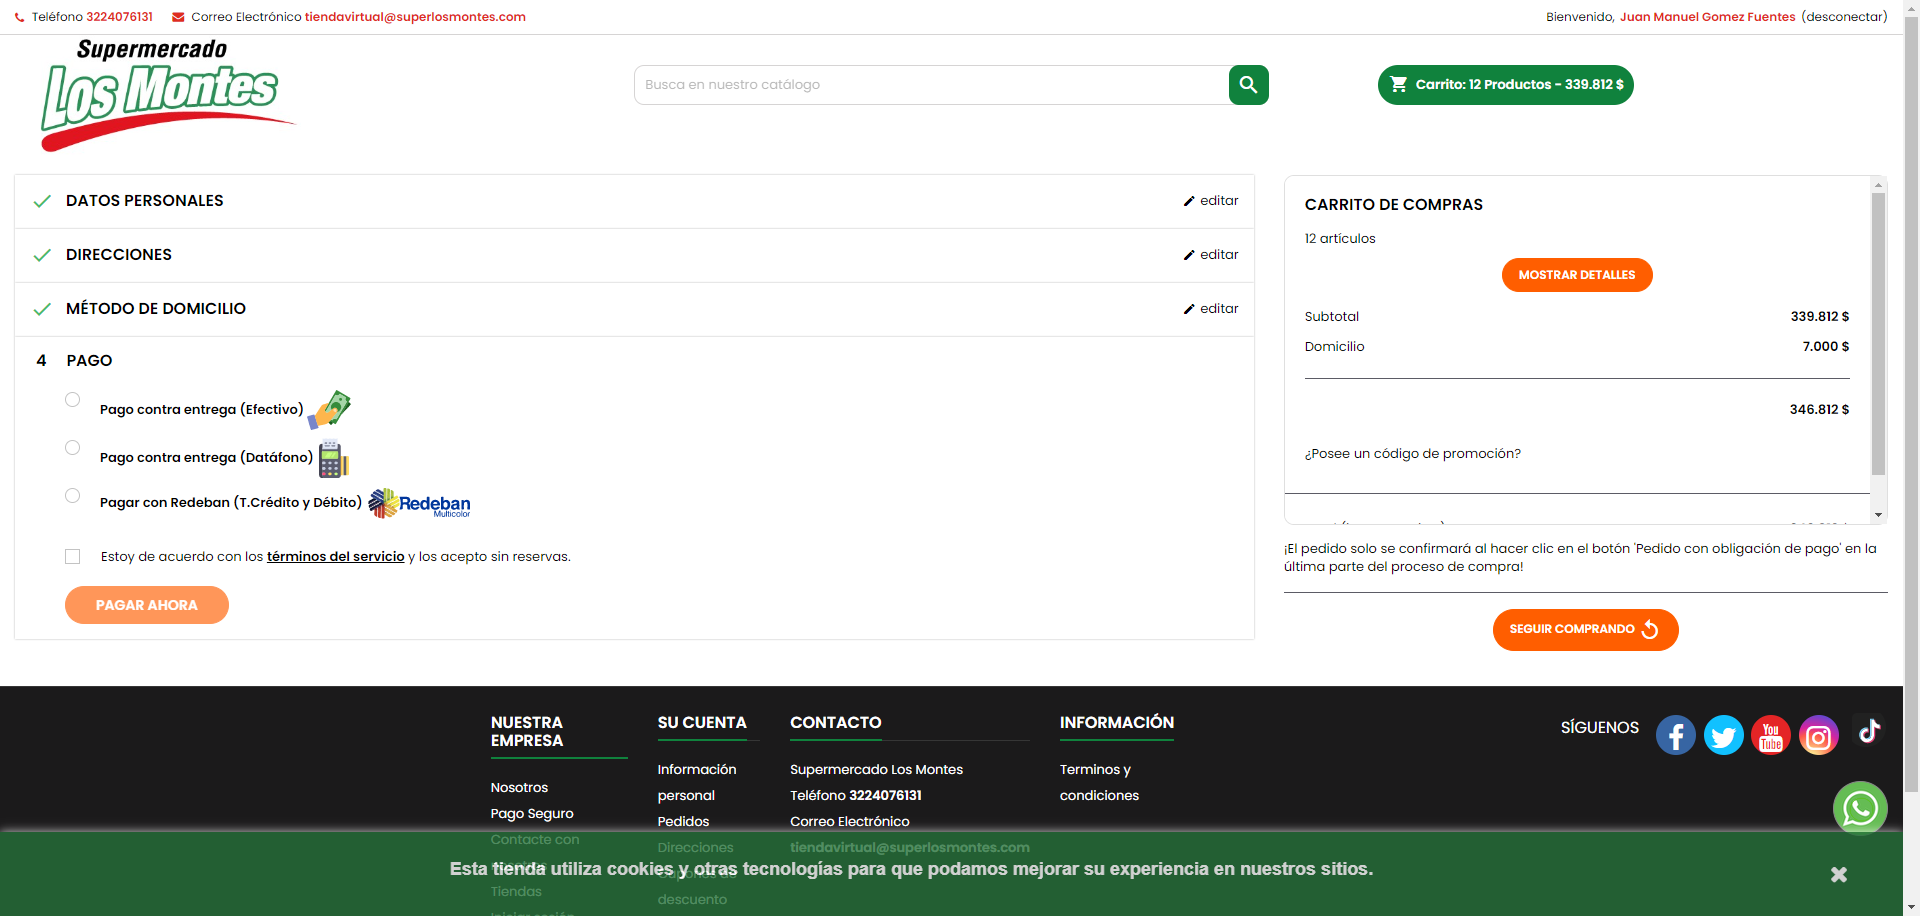 Teléfono 3224076131 Correo Electrónico tiendavirtual@superlosmontes.com
Bienvenido, Juan Manuel Gomez Fuentes (desconectar)
Supermercado
Los Montes
Busca en nuestro catálogo
Carrito: 12 Productos - 339.812 $
DATOS PERSONALES
editar
DIRECCIONES
editar
MÉTODO DE DOMICILIO
editar
4 PAGO
Pago contra entrega (Efectivo)
Pago contra entrega (Datáfono)
Pagar con Redeban (T.Crédito y Débito)
Redeban
Multicolor
Estoy de acuerdo con los términos del servicio y los acepto sin reservas.
PAGAR AHORA
CARRITO DE COMPRAS
12 artículos
MOSTRAR DETALLES
Subtotal 339.812 $
Domicilio 7.000 $
346.812 $
¿Posee un código de promoción?
¡El pedido solo se confirmará al hacer clic en el botón 'Pedido con obligación de pago' en la
última parte del proceso de compra!
SEGUIR COMPRANDO
NUESTRA
EMPRESA
Nosotros
Pago Seguro
Contacte con
Tiendas
SU CUENTA
Información
personal
Pedidos
Direcciones
descuento
CONTACTO
Supermercado Los Montes
Teléfono 3224076131
Correo Electrónico
tiendavirtual@superlosmontes.com
INFORMACIÓN
Terminos y
condiciones
SÍGUENOS
You
Tube
Esta tienda utiliza cookies y otras tecnologías para que podamos mejorar su experiencia en nuestros sitios.